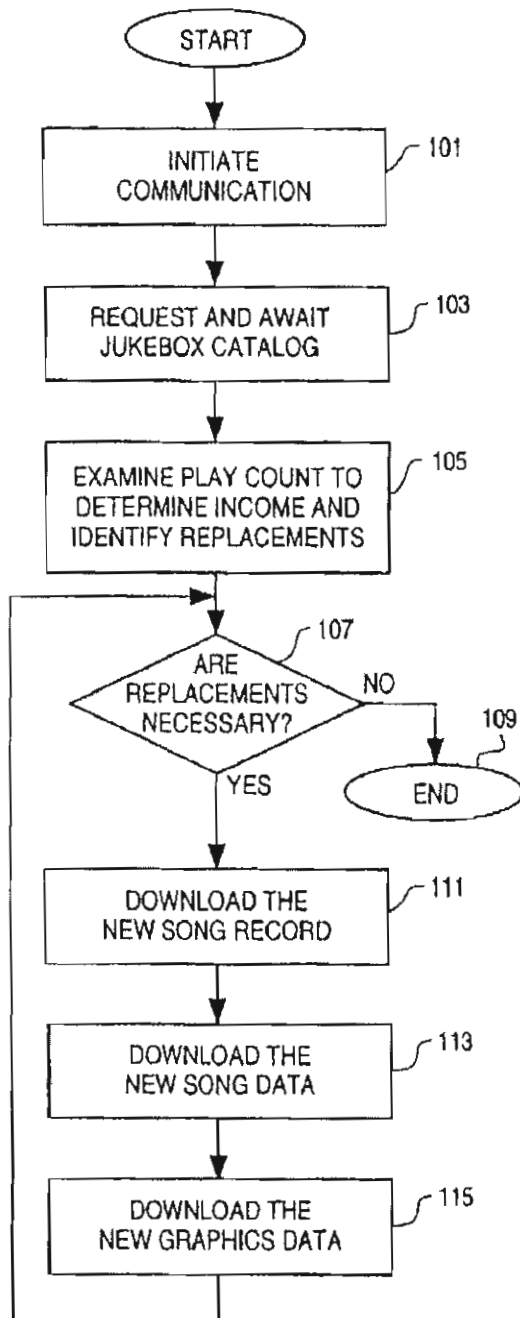 START
INITIATE
COMMUNICATION
101
REQUEST AND AWAIT
JUKEBOX CATALOG
103
EXAMINE PLAY COUNT TO
DETERMINE INCOME AND
IDENTIFY REPLACEMENTS
105
ARE
REPLACEMENTS
NECESSARY?
107
NO
YES
109
END
DOWNLOAD THE
NEW SONG RECORD
111
DOWNLOAD THE
NEW SONG DATA
113
DOWNLOAD THE
NEW GRAPHICS DATA
115